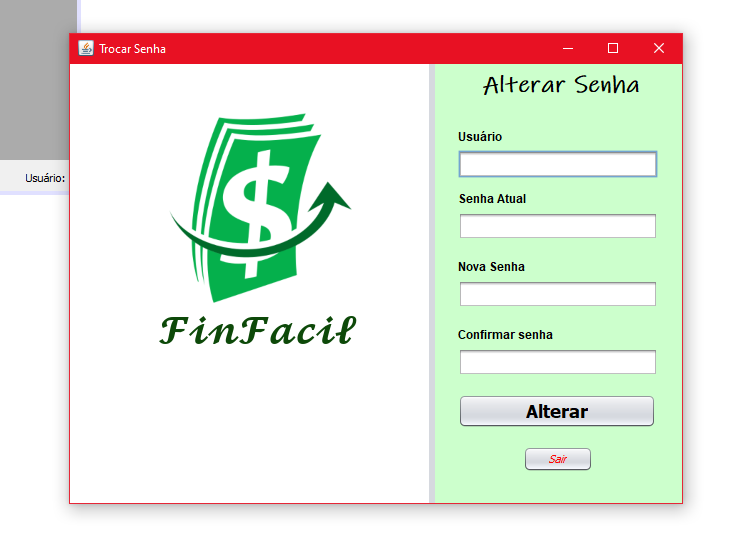 Trocar Senha
Usuário:
FinFacil
Alterar Senha
Usuário
Senha Atual
Nova Senha
Confirmar senha
Alterar
Sair